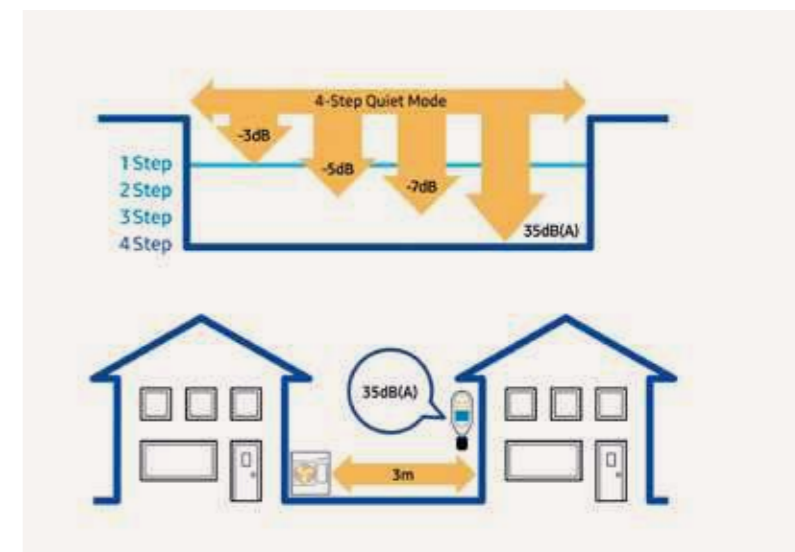 4-Step Quiet Mode
-3dB
1 Step
-5dB
2 Step
-7dB
3 Step
35dB(A)
4 Step
35dB(A)
3m